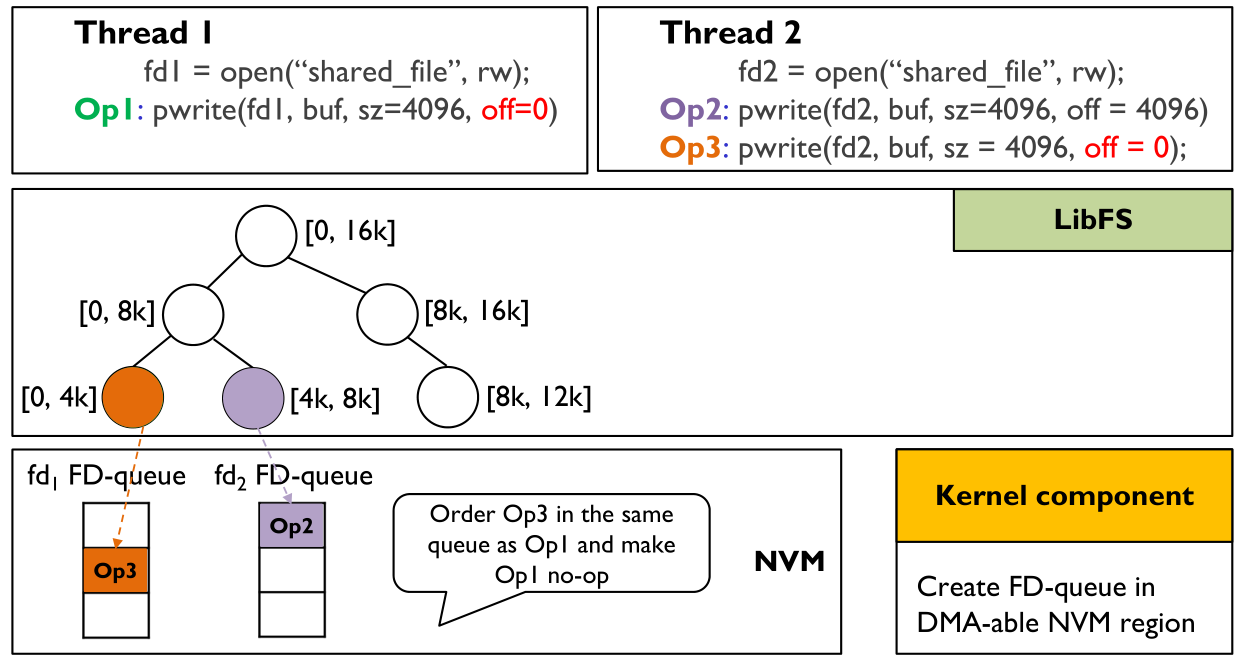 Thread 1
fd1 = open(“shared_file”, rw);
Op1: pwrite(fd1, buf, sz=4096, off=0)
Thread 2
fd2 = open(“shared_file”, rw);
Op2: pwrite(fd2, buf, sz=4096, off = 4096)
Op3: pwrite(fd2, buf, sz = 4096, off = 0);
LibFS
[0, 16k]
[0, 8k]
[8k, 16k]
[0, 4k]
[4k, 8k]
[8k, 12k]
fd1 FD-queue
fd2 FD-queue
Op3
Op2
Order Op3 in the same
queue as Op1 and make
Op1 no-op
NVM
Kernel component
Create FD-queue in
DMA-able NVM region